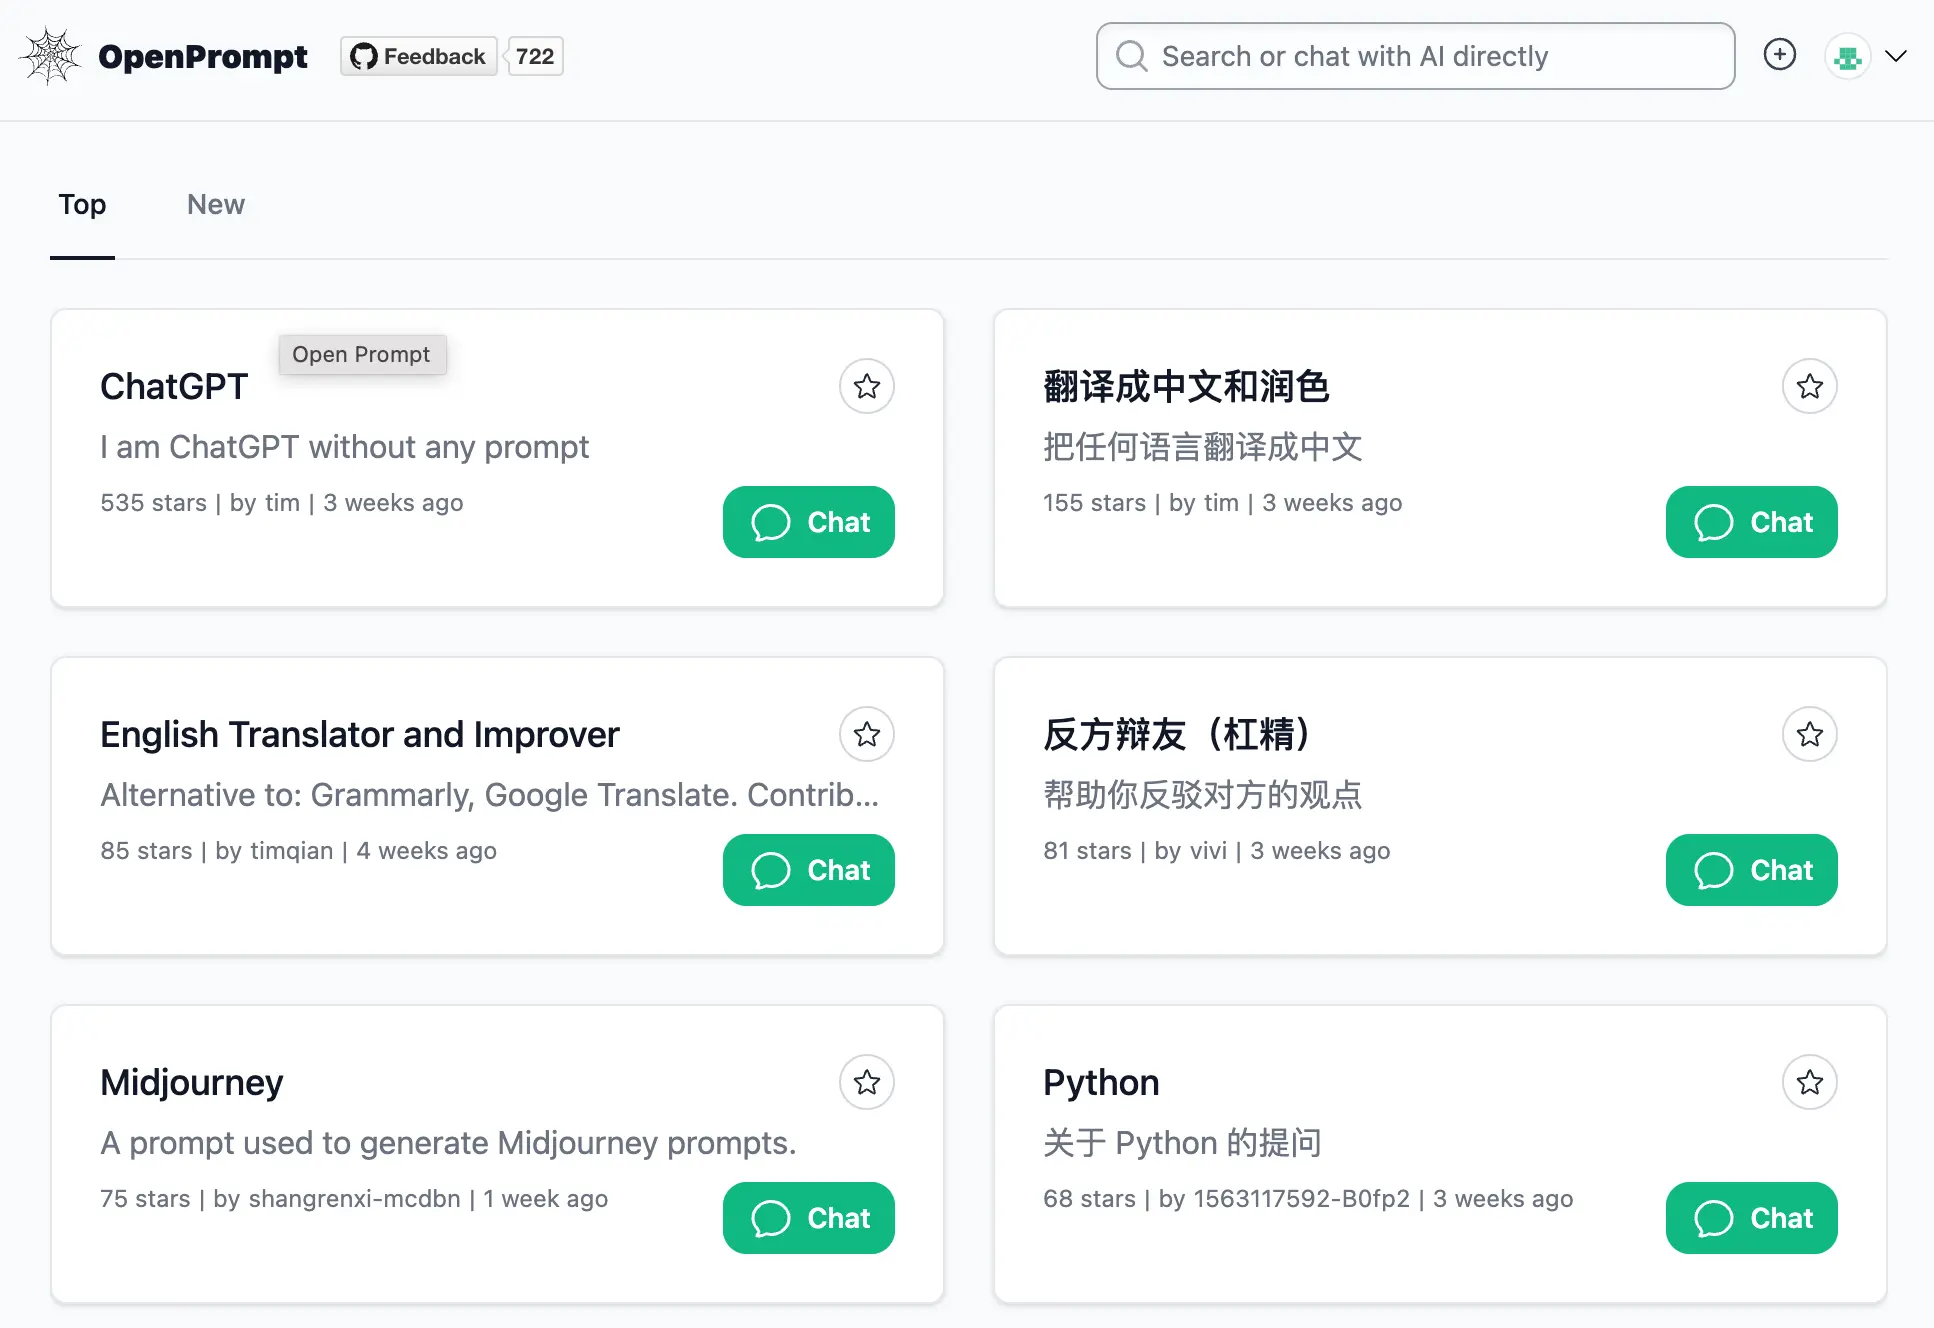 OpenPrompt
Feedback
722
Search or chat with AI directly
Top
New
Open Prompt
ChatGPT
I am ChatGPT without any prompt
535 stars | by tim | 3 weeks ago
Chat
翻译成中文和润色
把任何语言翻译成中文
155 stars | by tim | 3 weeks ago
Chat
English Translator and Improver
Alternative to: Grammarly, Google Translate. Contrib...
85 stars | by timqian | 4 weeks ago
Chat
反方辩友（杠精）
帮助你反驳对方的观点
81 stars | by vivi | 3 weeks ago
Chat
Midjourney
A prompt used to generate Midjourney prompts.
75 stars | by shangrenxi-mcdbn | 1 week ago
Chat
Python
关于 Python 的提问
68 stars | by 1563117592-B0fp2 | 3 weeks ago
Chat